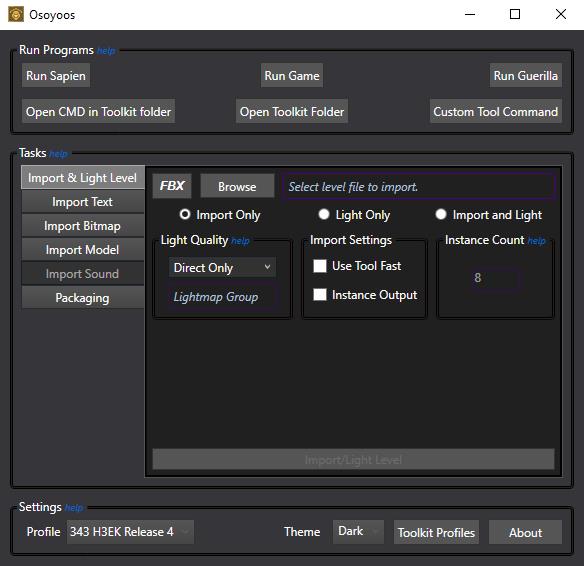 Osoyoos
Run Programs help
Run Sapien Run Game Run Guerilla
Open CMD in Toolkit folder Open Toolkit Folder Custom Tool Command
Tasks help
Import & Light Level FBX Browse Select level file to import.
Import Text Import Only Light Only Import and Light
Import Bitmap Light Quality help Import Settings Instance Count help
Import Model Direct Only Use Tool Fast 8
Import Sound Lightmap Group Instance Output
Packaging
Import/Light Level
Settings help
Profile 343 H3EK Release 4 Theme Dark Toolkit Profiles About